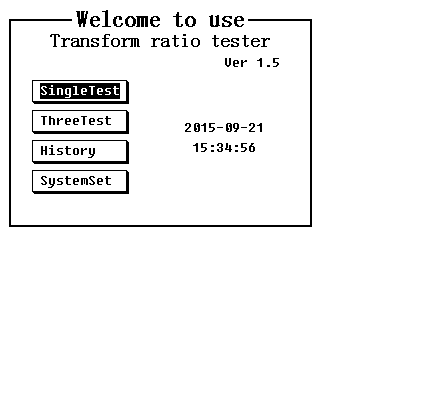 Welcome to use
Transform ratio tester
Ver 1.5
SingleTest
ThreeTest
2015-09-21
History
15:34:56
SystemSet